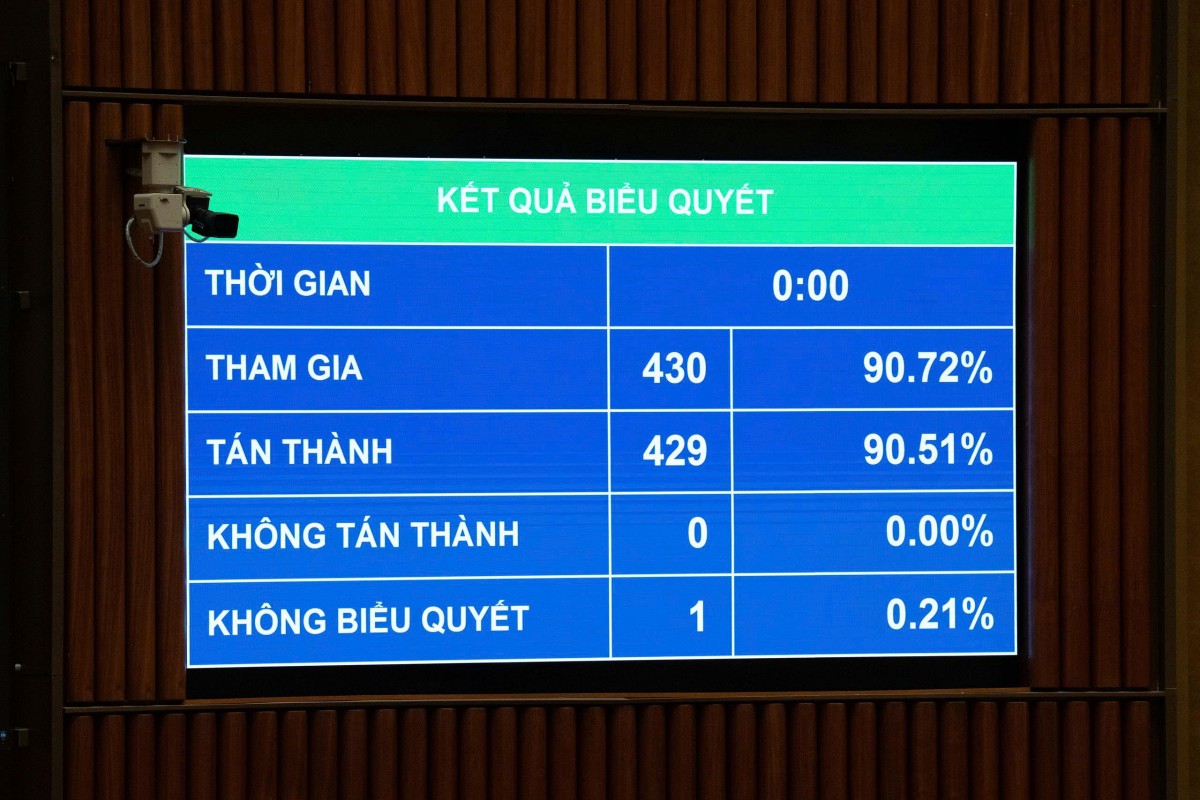 KẾT QUẢ BIỂU QUYẾT
THỜI GIAN 0:00
THAM GIA 430 90.72%
TÁN THÀNH 429 90.51%
KHÔNG TÁN THÀNH 0 0.00%
KHÔNG BIỂU QUYẾT 1 0.21%